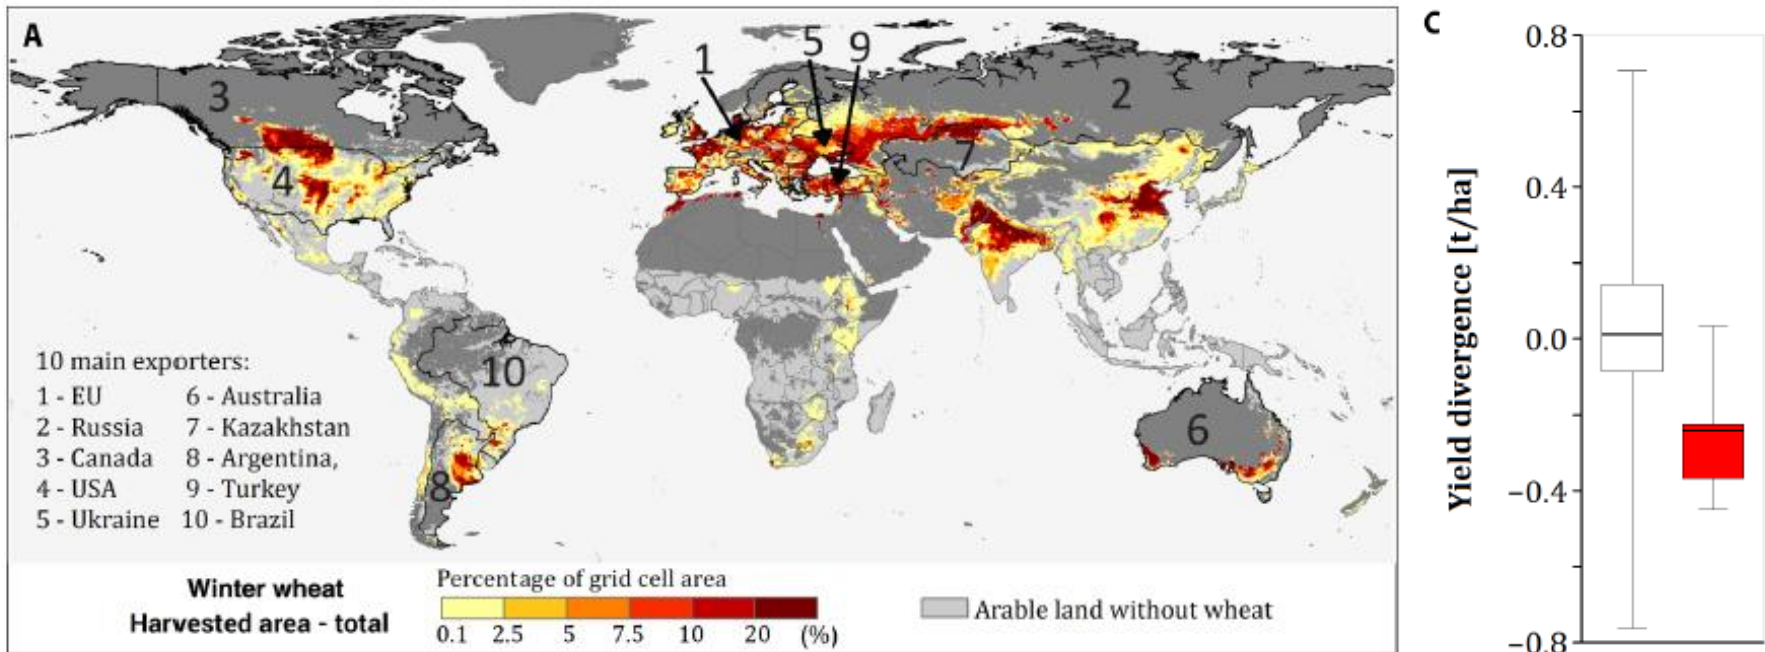 A
1
5
9
3
2
7
4
10
6
8
10 main exporters:
1 - EU 6 - Australia
2 - Russia 7 - Kazakhstan
3 - Canada 8 - Argentina,
4 - USA 9 - Turkey
5 - Ukraine 10 - Brazil
Winter wheat
Harvested area - total
Percentage of grid cell area
0.1 2.5 5 7.5 10 20 (%)
Arable land without wheat
C
Yield divergence [t/ha]
0.8
0.4
0.0
−0.4
−0.8